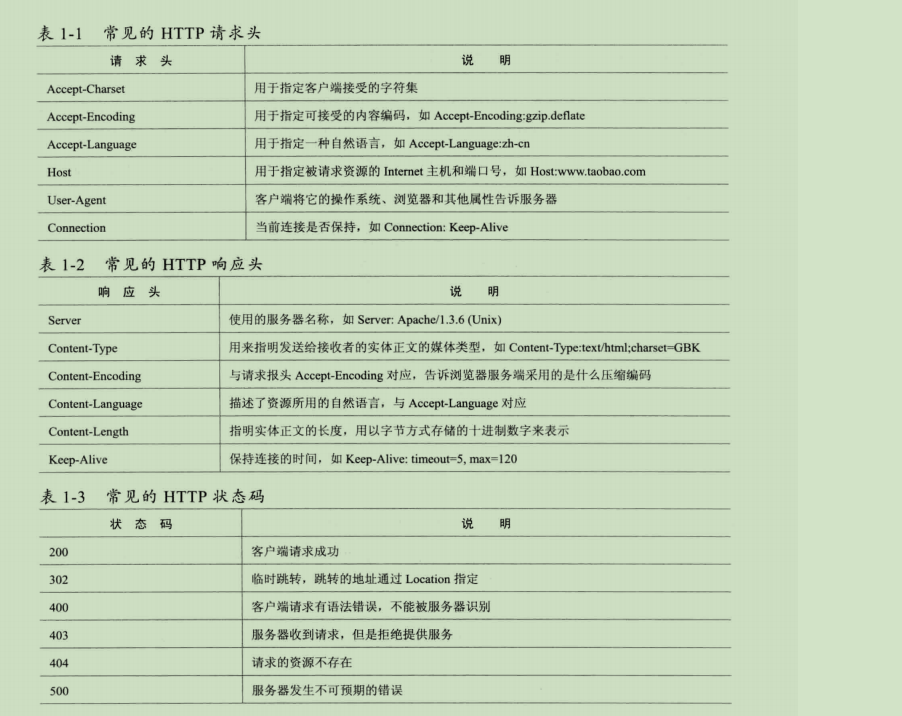 表 1-1 常见的 HTTP 请求头
请 求 头 说 明
Accept-Charset 用于指定客户端接受的字符集
Accept-Encoding 用于指定可接受的内容编码，如 Accept-Encoding:gzip.deflate
Accept-Language 用于指定一种自然语言，如 Accept-Language:zh-cn
Host 用于指定被请求资源的 Internet 主机和端口号，如 Host:www.taobao.com
User-Agent 客户端将它的操作系统、浏览器和其他属性告诉服务器
Connection 当前连接是否保持，如 Connection: Keep-Alive
表 1-2 常见的 HTTP 响应头
响 应 头 说 明
Server 使用的服务器名称，如 Server: Apache/1.3.6 (Unix)
Content-Type 用来指明发送给接收者的实体正文的媒体类型，如 Content-Type:text/html;charset=GBK
Content-Encoding 与请求报头 Accept-Encoding 对应，告诉浏览器服务端采用的是什么压缩编码
Content-Language 描述了资源所用的自然语言，与 Accept-Language 对应
Content-Length 指明实体正文的长度，用以字节方式存储的十进制数字来表示
Keep-Alive 保持连接的时间，如 Keep-Alive: timeout=5, max=120
表 1-3 常见的 HTTP 状态码
状 态 码 说 明
200 客户端请求成功
302 临时跳转，跳转的地址通过 Location 指定
400 客户端请求有语法错误，不能被服务器识别
403 服务器收到请求，但是拒绝提供服务
404 请求的资源不存在
500 服务器发生不可预期的错误